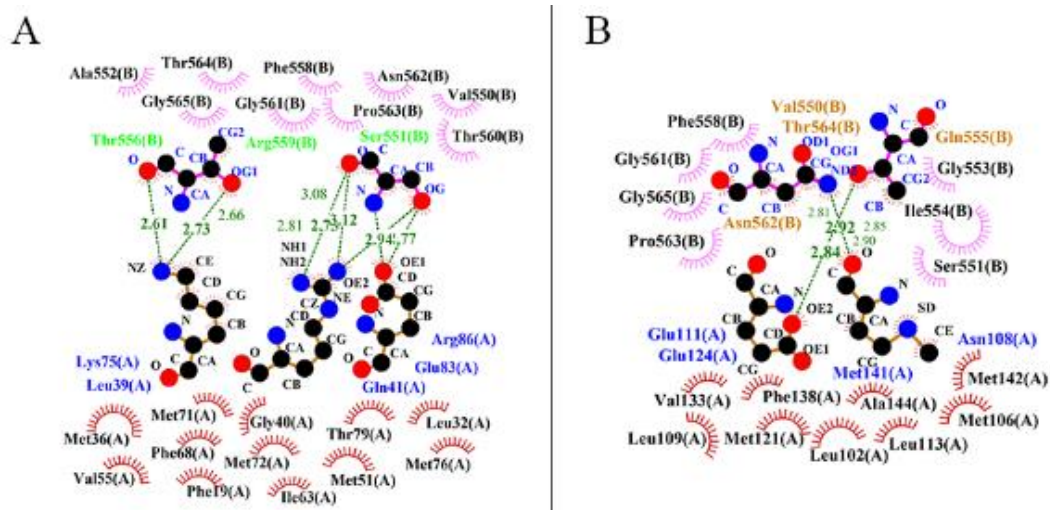 A
Ala552(B)
Thr564(B)
Phe558(B)
Asn562(B)
Val550(B)
Gly565(B)
Gly561(B)
Pro563(B)
Thr556(B)
Arg559(B)
Ser551(B)
Thr560(B)
CG2
O
C
CB
OG1
N
CA
O
C
CA
CB
N
OG
2.61
2.73
2.66
3.08
2.81
2.75
3.12
2.94
2.77
NZ
CE
CD
CG
CB
N
CA
C
O
NH1
NH2
OE2
NE
CZ
CD
N
CG
O
C
CA
CB
OE1
CD
CG
N
CB
CA
C
O
Lys75(A)
Leu39(A)
Arg86(A)
Glu83(A)
Gln41(A)
Met71(A)
Gly40(A)
Leu32(A)
Met36(A)
Thr79(A)
Phe68(A)
Met72(A)
Met51(A)
Met76(A)
Val55(A)
Phe19(A)
Ile63(A)
B
Val550(B)
Phe558(B)
Thr564(B)
Gln555(B)
Gly561(B)
Gly553(B)
Gly565(B)
Asn562(B)
Ile554(B)
Pro563(B)
Ser551(B)
N
O
C
OD1
OG1
CG
CA
O
CA
CG2
CB
C
CB
2.81
2.92
2.85
2.84
2.90
O
C
CA
N
OE2
CB
CD
OE1
CG
O
C
N
SD
CA
CB
CE
CG
Glu111(A)
Glu124(A)
Asn108(A)
Met141(A)
Val133(A)
Phe138(A)
Ala144(A)
Met142(A)
Leu109(A)
Met121(A)
Leu102(A)
Leu113(A)
Met106(A)